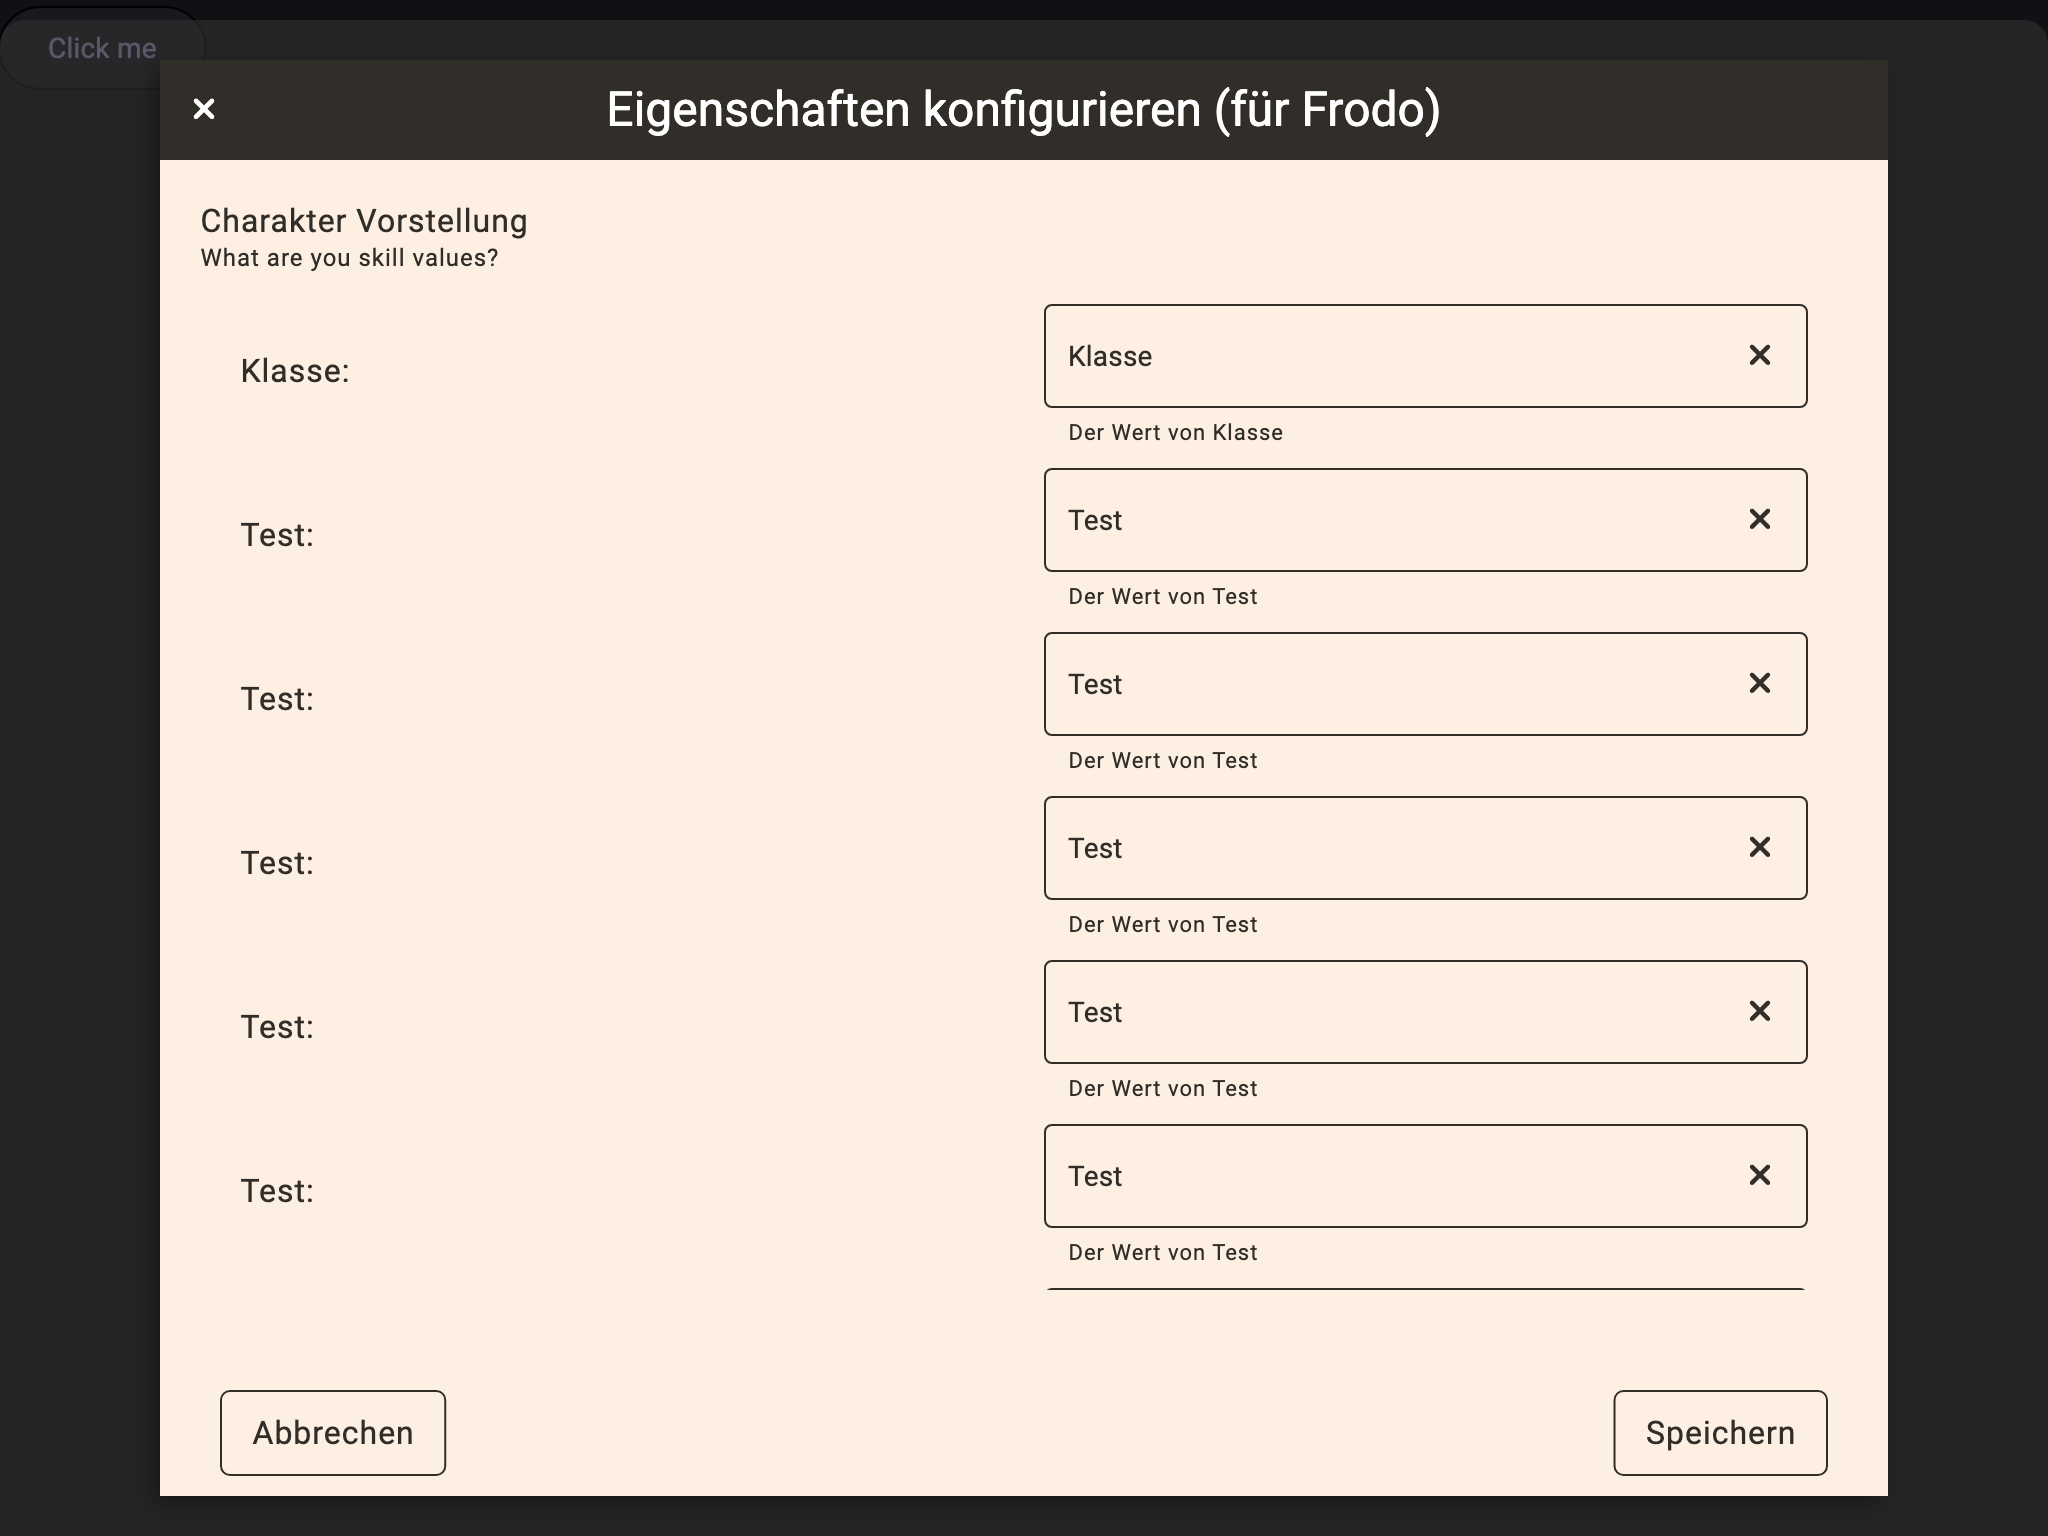 Click me
Eigenschaften konfigurieren (für Frodo)
Charakter Vorstellung
What are you skill values?
Klasse:
Klasse
Der Wert von Klasse
Test:
Test
Der Wert von Test
Test:
Test
Der Wert von Test
Test:
Test
Der Wert von Test
Test:
Test
Der Wert von Test
Test:
Test
Der Wert von Test
Abbrechen
Speichern